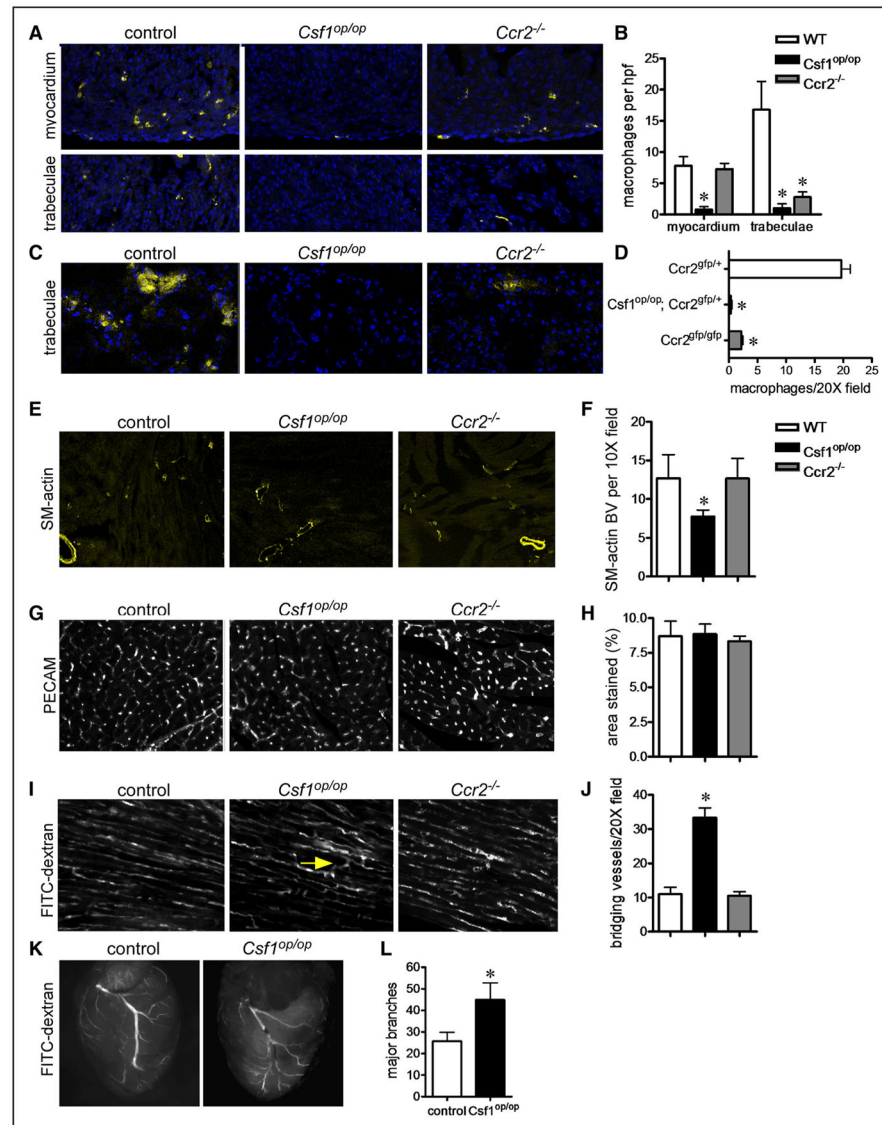 A
control
Csf1op/op
Ccr2-/-
myocardium
trabeculae
B
WT
Csf1op/op
Ccr2-/-
macrophages per hpf
25
20
15
10
5
0
*
* *
myocardium trabeculae
C
control
Csf1op/op
Ccr2-/-
trabeculae
D
Ccr2gfp/+
Csf1op/op, Ccr2gfp/+
*
Ccr2gfp/gfp
*
0 5 10 15 20 25
macrophages/20X field
E
control
Csf1op/op
Ccr2-/-
SM-actin
F
WT
Csf1op/op
Ccr2-/-
SM-actin BV per 10X field
20
15
10
5
0
*
G
control
Csf1op/op
Ccr2-/-
PECAM
H
area stained (%)
10.0
7.5
5.0
2.5
0.0
I
control
Csf1op/op
Ccr2-/-
FITC-dextran
J
bridging vessels/20X field
40
30
20
10
0
*
K
control
Csf1op/op
FITC-dextran
L
major branches
60
50
40
30
20
10
0
*
control Csf1op/op